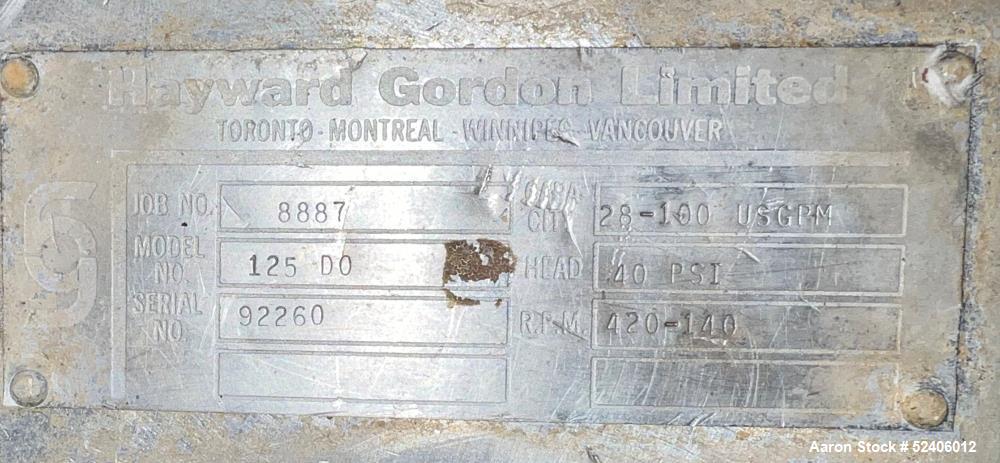 Hayward Gordon Limited
TORONTO - MONTREAL - WINNIPEG - VANCOUVER
JOB NO. 8887
CAPA CITY 28-100 USGPM
MODEL NO. 125 DO
HEAD 40 PSI
SERIAL NO. 92260
R.P.M. 420-140
Aaron Stock # 52406012